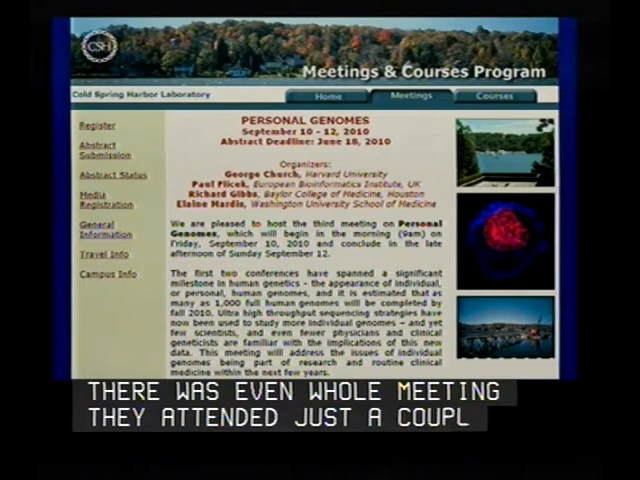 CSH
Meetings & Courses Program
Cold Spring Harbor Laboratory
Home
Meetings
Courses
Register
Abstract
Submission
Abstract Status
Media
Registration
General
Information
Travel Info
Campus Info
PERSONAL GENOMES
September 10 - 12, 2010
Abstract Deadline: June 18, 2010
Organizers:
George Church, Harvard University
Paul Flicek, European Bioinformatics Institute, UK
Richard Gibbs, Baylor College of Medicine, Houston
Elaine Mardis, Washington University School of Medicine
We are pleased to host the third meeting on Personal
Genomes, which will begin in the morning (9am) on
Friday, September 10, 2010 and conclude in the late
afternoon of Sunday September 12.
The first two conferences have spanned a significant
milestone in human genetics - the appearance of individual,
or personal, human genomes, and it is estimated that as
many as 1,000 full human genomes will be completed by
fall 2010. Ultra high throughput sequencing strategies have
now been used to study more individual genomes - and yet
few scientists, and even fewer physicians and clinical
geneticists are familiar with the implications of this new
data. This meeting will address the issues of individual
genomes being part of research and routine clinical
medicine within the next few years.
THERE WAS EVEN WHOLE MEETING
THEY ATTENDED JUST A COUPL